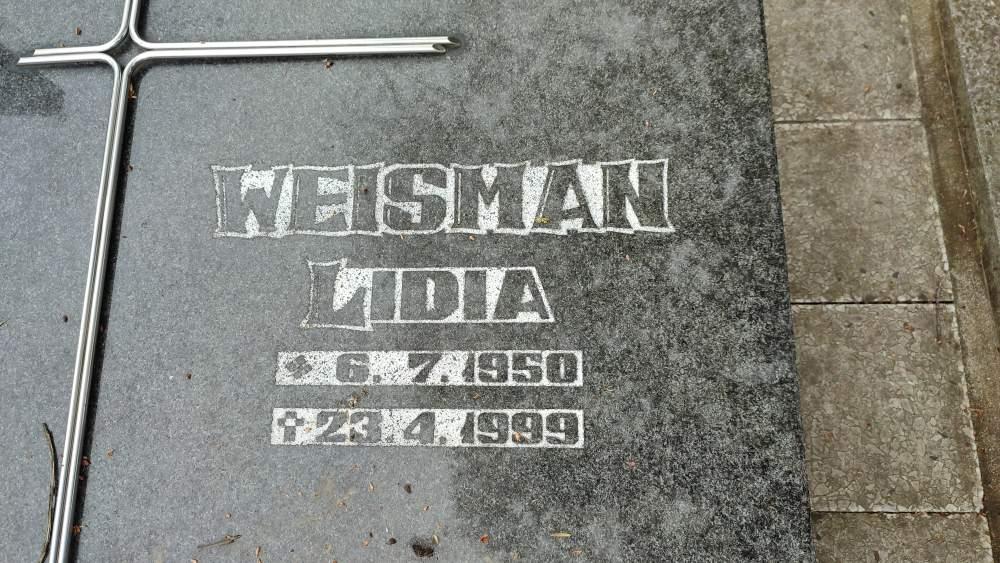 WEISMAN
LIDIA
6. 7. 1950
✝ 23. 4. 1999